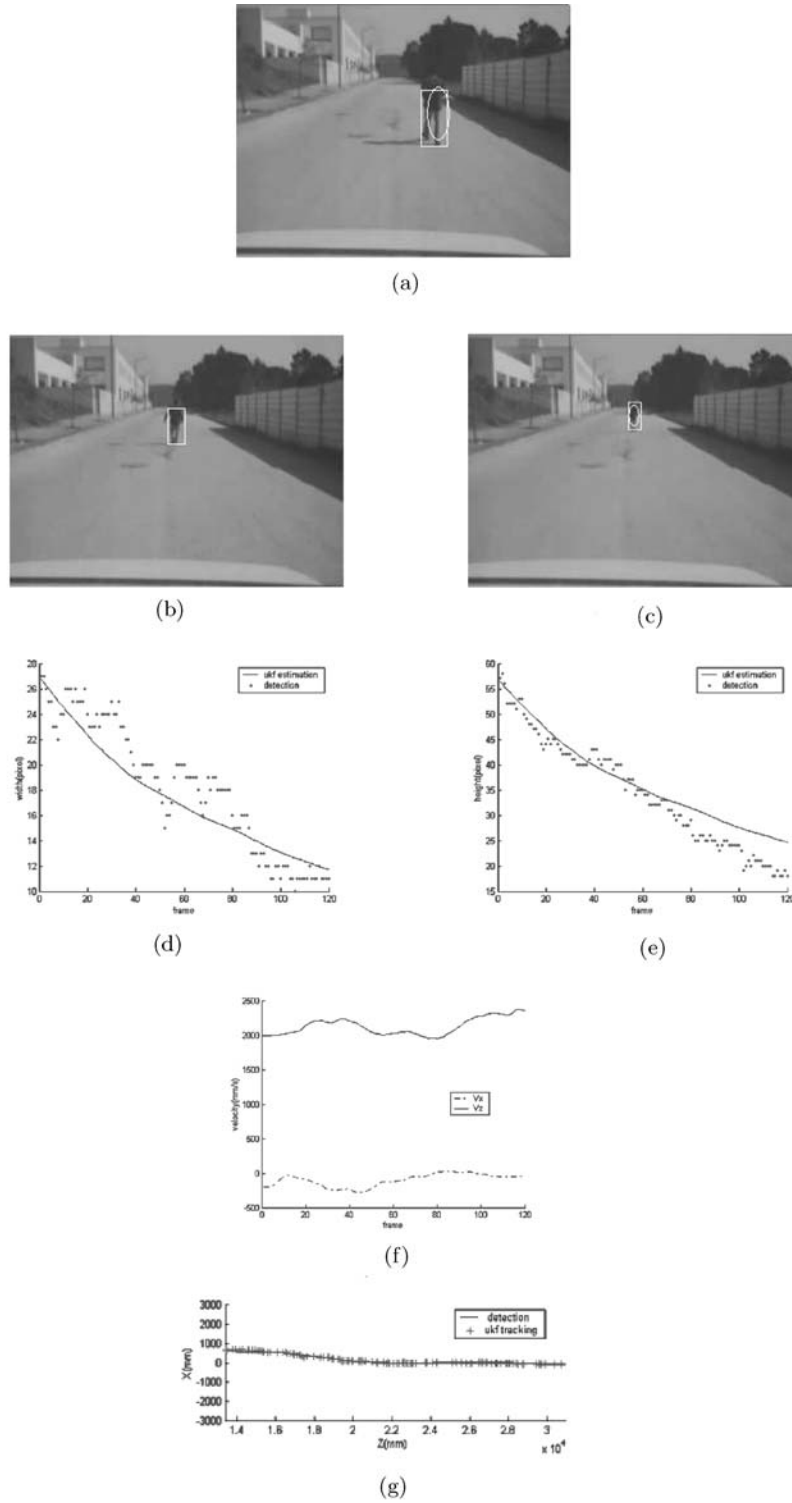 (a)
(b)
(c)
28
26
24
22
20
18
16
14
12
10
width(pixel)
ukf estimation
detection
0 20 40 60 80 100 120
frame
(d)
60
55
50
45
40
35
30
25
20
15
height(pixel)
ukf estimation
detection
0 20 40 60 80 100 120
frame
(e)
2500
2000
1500
1000
500
0
-500
velocity(mm/s)
Vx
Vz
0 20 40 60 80 100 120
frame
(f)
3000
2000
1000
0
-1000
-2000
-3000
X(mm)
detection
ukf tracking
1.4 1.6 1.8 2 2.2 2.4 2.6 2.8 3
Z(mm)
x 10⁴
(g)